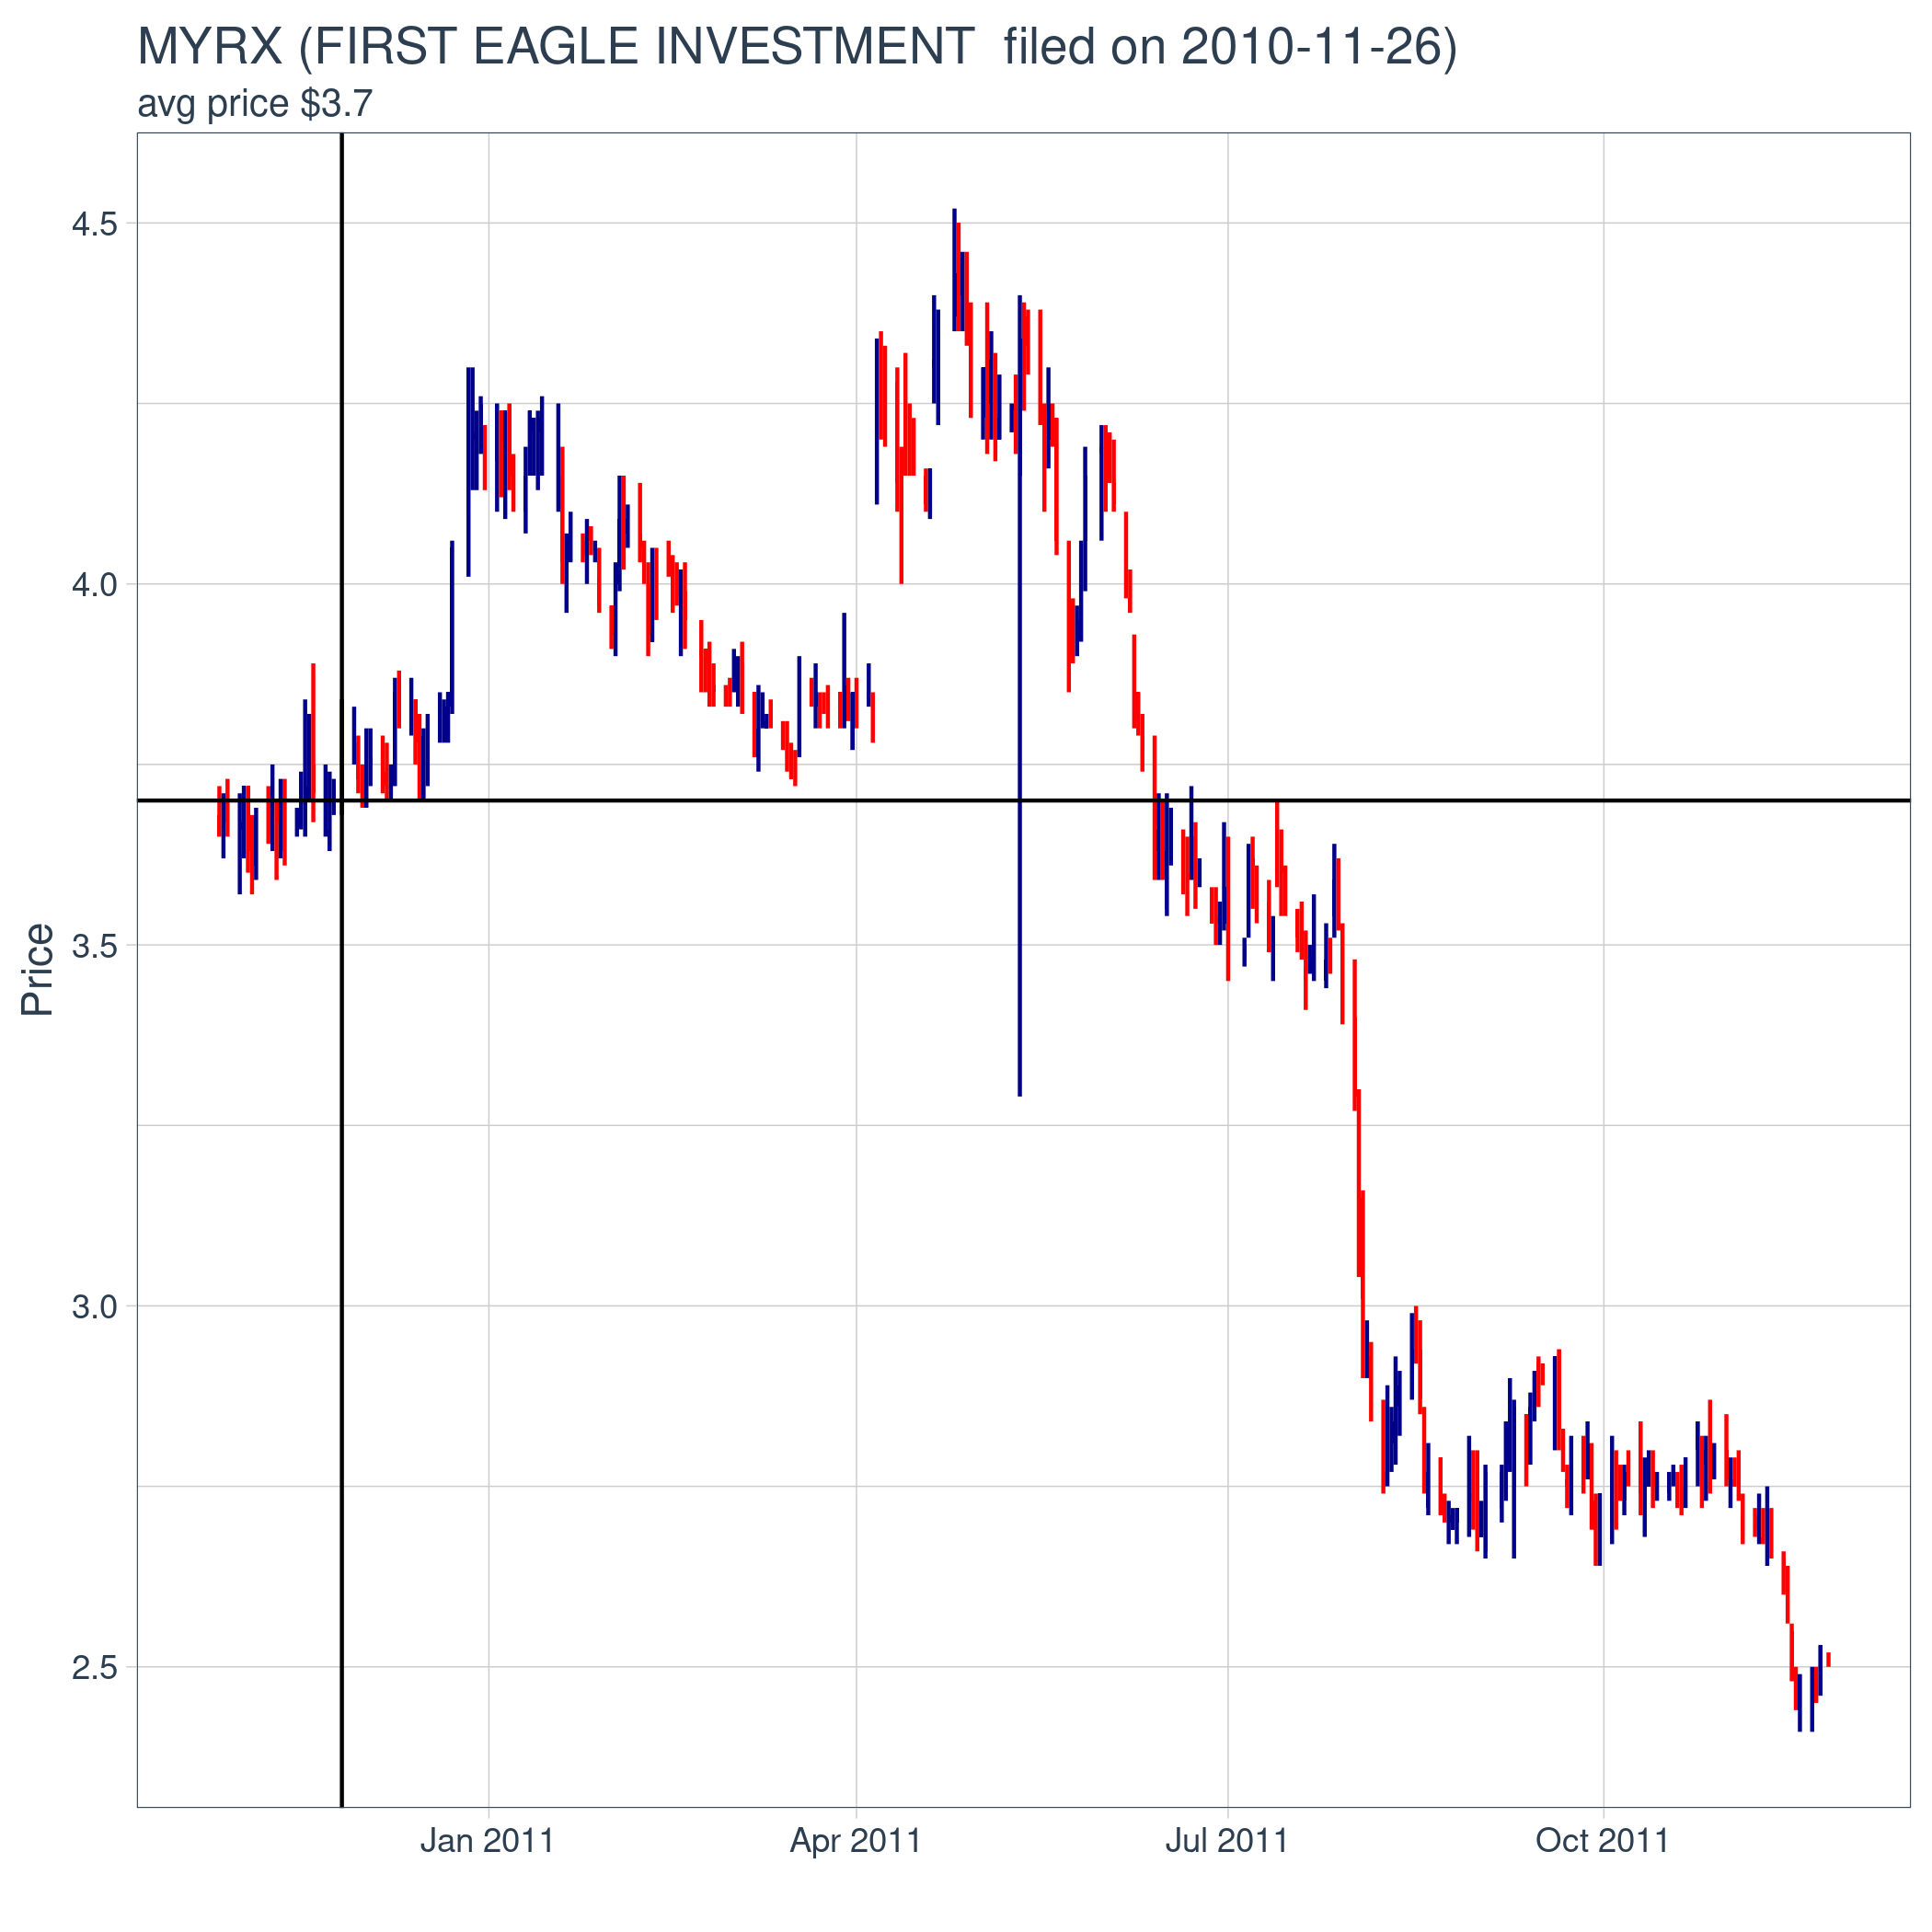 MYRX (FIRST EAGLE INVESTMENT  filed on 2010-11-26)
avg price $3.7
4.5
4.0
3.5
3.0
2.5
Price
Jan 2011
Apr 2011
Jul 2011
Oct 2011